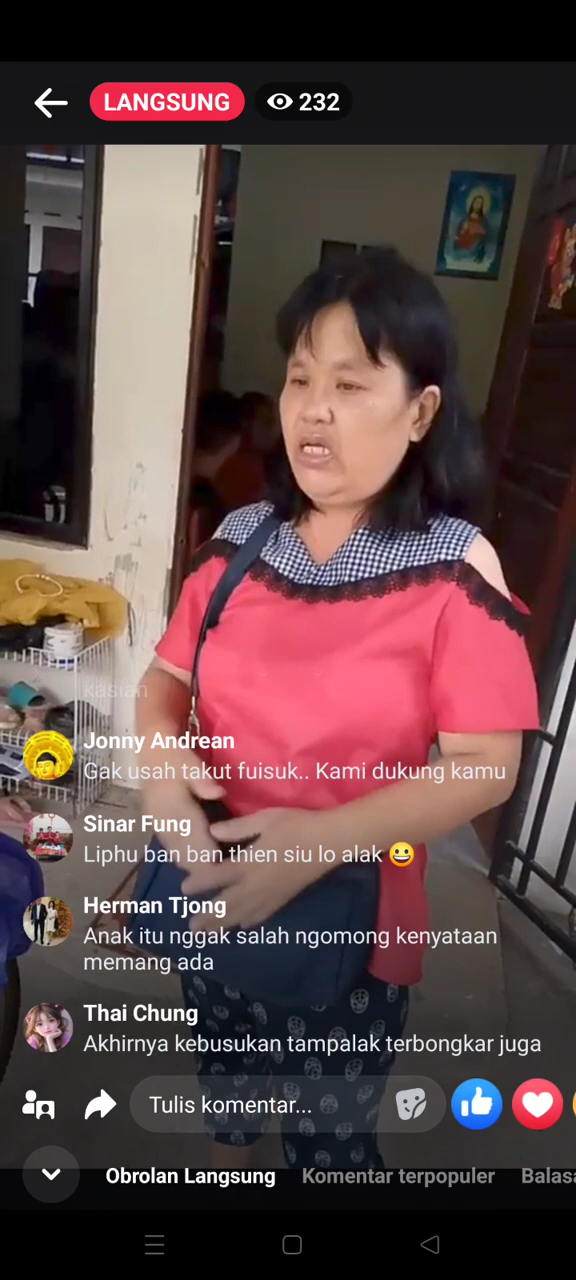 LANGSUNG 232
kasian
Jonny Andrean
Gak usah takut fuisuk.. Kami dukung kamu
Sinar Fung
Liphu ban ban thien siu lo alak 😀
Herman Tjong
Anak itu nggak salah ngomong kenyataan
memang ada
Thai Chung
Akhirnya kebusukan tampalak terbongkar juga
Tulis komentar...
Obrolan Langsung Komentar terpopuler Balasa